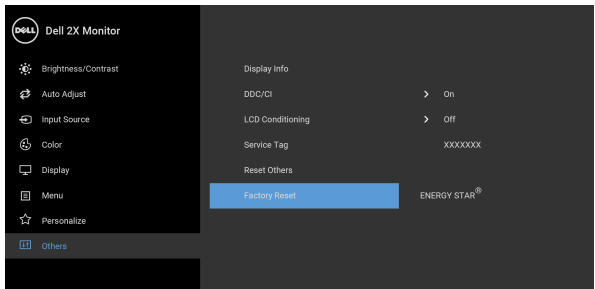 DELL Dell 2X Monitor
Brightness/Contrast
Auto Adjust
Input Source
Color
Display
Menu
Personalize
Others
Display Info
DDC/CI > On
LCD Conditioning > Off
Service Tag XXXXXXX
Reset Others
Factory Reset ENERGY STAR®